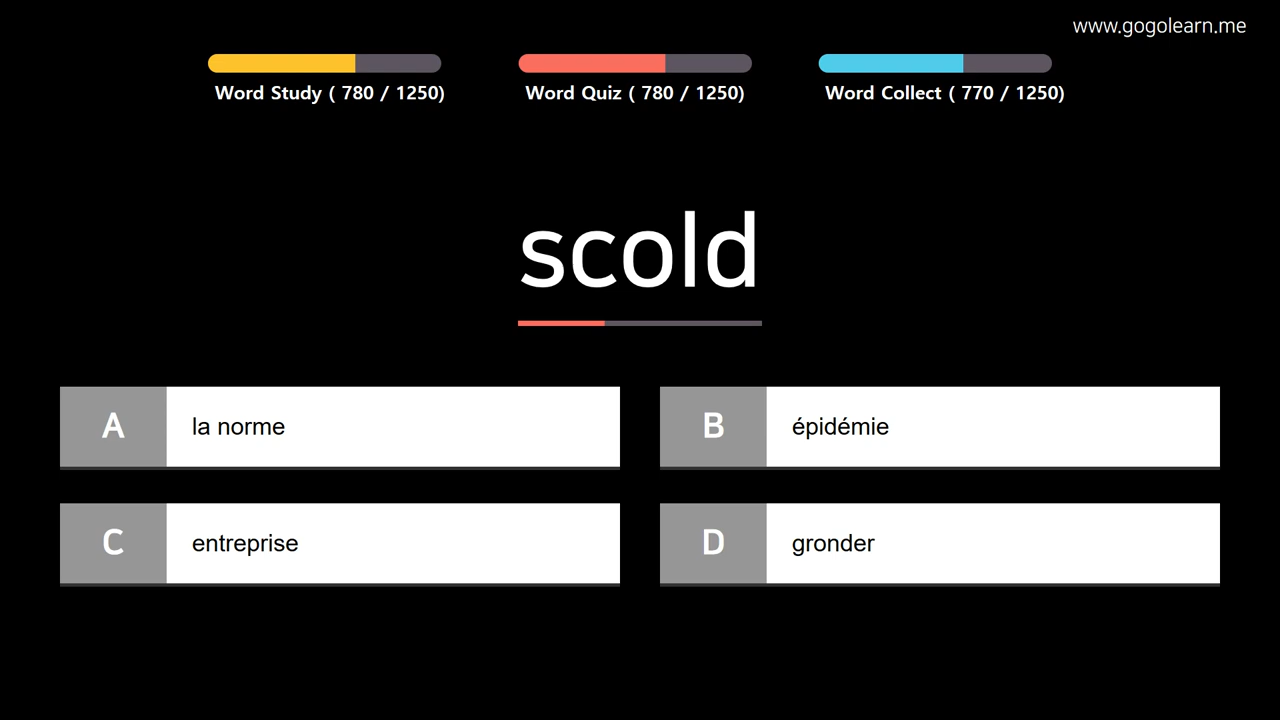 www.gogolearn.me
Word Study ( 780 / 1250)
Word Quiz ( 780 / 1250)
Word Collect ( 770 / 1250)
scold
A la norme
B épidémie
C entreprise
D gronder